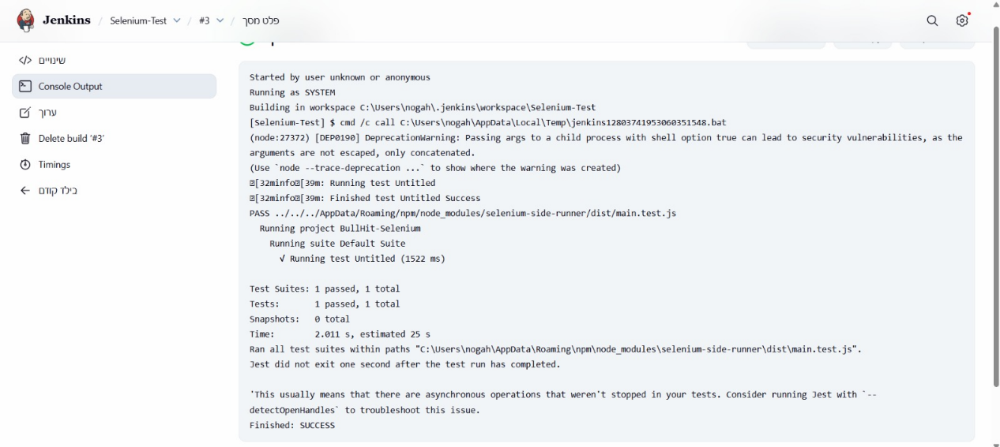 Jenkins / Selenium-Test / #3 / פלט מסך
שינויים
Console Output
ערוך
Delete build '#3'
Timings
בילד קודם
Started by user unknown or anonymous
Running as SYSTEM
Building in workspace C:\Users\nogah\.jenkins\workspace\Selenium-Test
[Selenium-Test] $ cmd /c call C:\Users\nogah\AppData\Local\Temp\jenkins12803741953060351548.bat
(node:27372) [DEP0190] DeprecationWarning: Passing args to a child process with shell option true can lead to security vulnerabilities, as the
arguments are not escaped, only concatenated.
(Use `node --trace-deprecation ...` to show where the warning was created)
[32minfo[39m: Running test Untitled
[32minfo[39m: Finished test Untitled Success
PASS ../../../AppData/Roaming/npm/node_modules/selenium-side-runner/dist/main.test.js
Running project BullHit-Selenium
Running suite Default Suite
√ Running test Untitled (1522 ms)
Test Suites: 1 passed, 1 total
Tests: 1 passed, 1 total
Snapshots: 0 total
Time: 2.011 s, estimated 25 s
Ran all test suites within paths "C:\Users\nogah\AppData\Roaming\npm\node_modules\selenium-side-runner\dist\main.test.js".
Jest did not exit one second after the test run has completed.
'This usually means that there are asynchronous operations that weren't stopped in your tests. Consider running Jest with `--
detectOpenHandles` to troubleshoot this issue.
Finished: SUCCESS